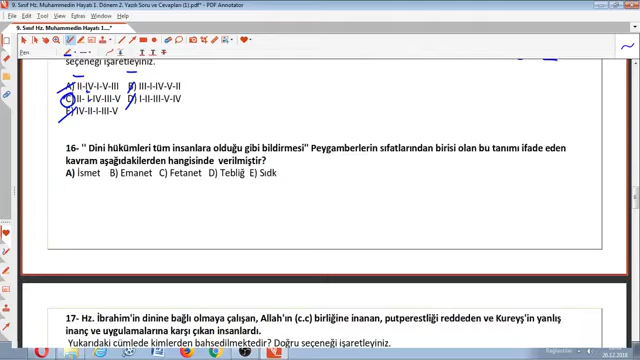 9. Sınıf Hz. Muhammedin Hayatı 1. Dönem 2. Yazılı Soru ve Cevapları (1).pdf* - PDF Annotator
File Edit Insert View Tool Window Help
9. Sınıf Hz. Muhammedin Hayatı 1...*
Pen
seçeneği işaretleyiniz.
A) II-IV-I-V-III B) III-I-IV-V-II
C) II- I-IV-III-V D) I-II-III-V-IV
E) IV-II-I-III-V
16- '' Dini hükümleri tüm insanlara olduğu gibi bildirmesi'' Peygamberlerin sıfatlarından birisi olan bu tanımı ifade eden
kavram aşağıdakilerden hangisinde verilmiştir?
A) İsmet B) Emanet C) Fetanet D) Tebliğ E) Sıdk
17- Hz. İbrahim'in dinine bağlı olmaya çalışan, Allah'ın (c.c) birliğine inanan, putperestliği reddeden ve Kureyş'in yanlış
inanç ve uygulamalarına karşı çıkan insanlardı.
Yukarıdaki cümlede kimlerden bahsedilmektedir? Doğru seçeneği işaretleyiniz.